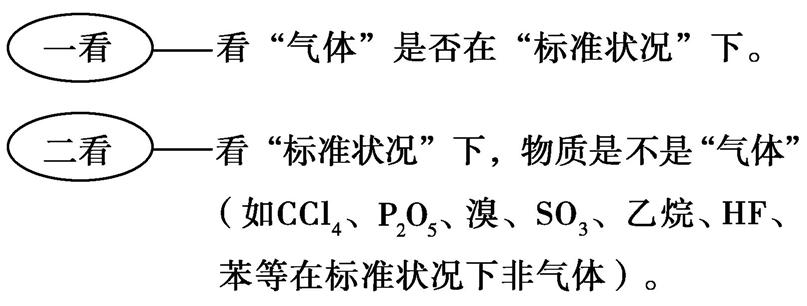 一看——看“气体”是否在“标准状况”下。
二看——看“标准状况”下，物质是不是“气体”
（如CCl₄、P₂O₅、溴、SO₃、乙烷、HF、
苯等在标准状况下非气体）。